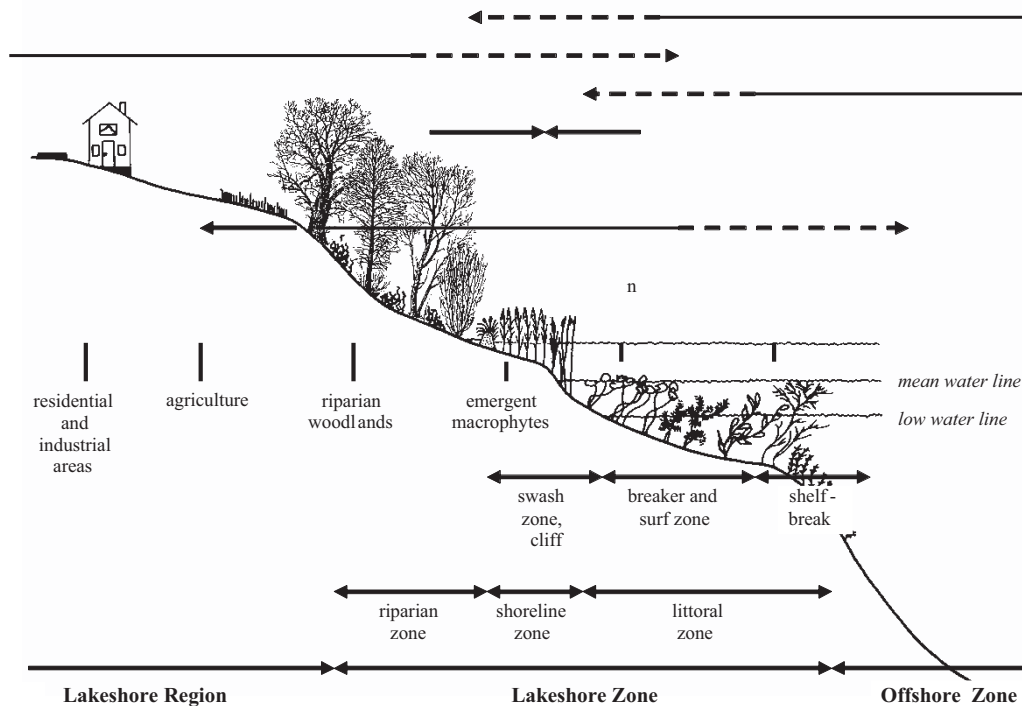 n
mean water line
low water line
residential
and
industrial
areas
agriculture
riparian
woodlands
emergent
macrophytes
swash
zone,
cliff
breaker and
surf zone
shelf-
break
riparian
zone
shoreline
zone
littoral
zone
Lakeshore Region
Lakeshore Zone
Offshore Zone